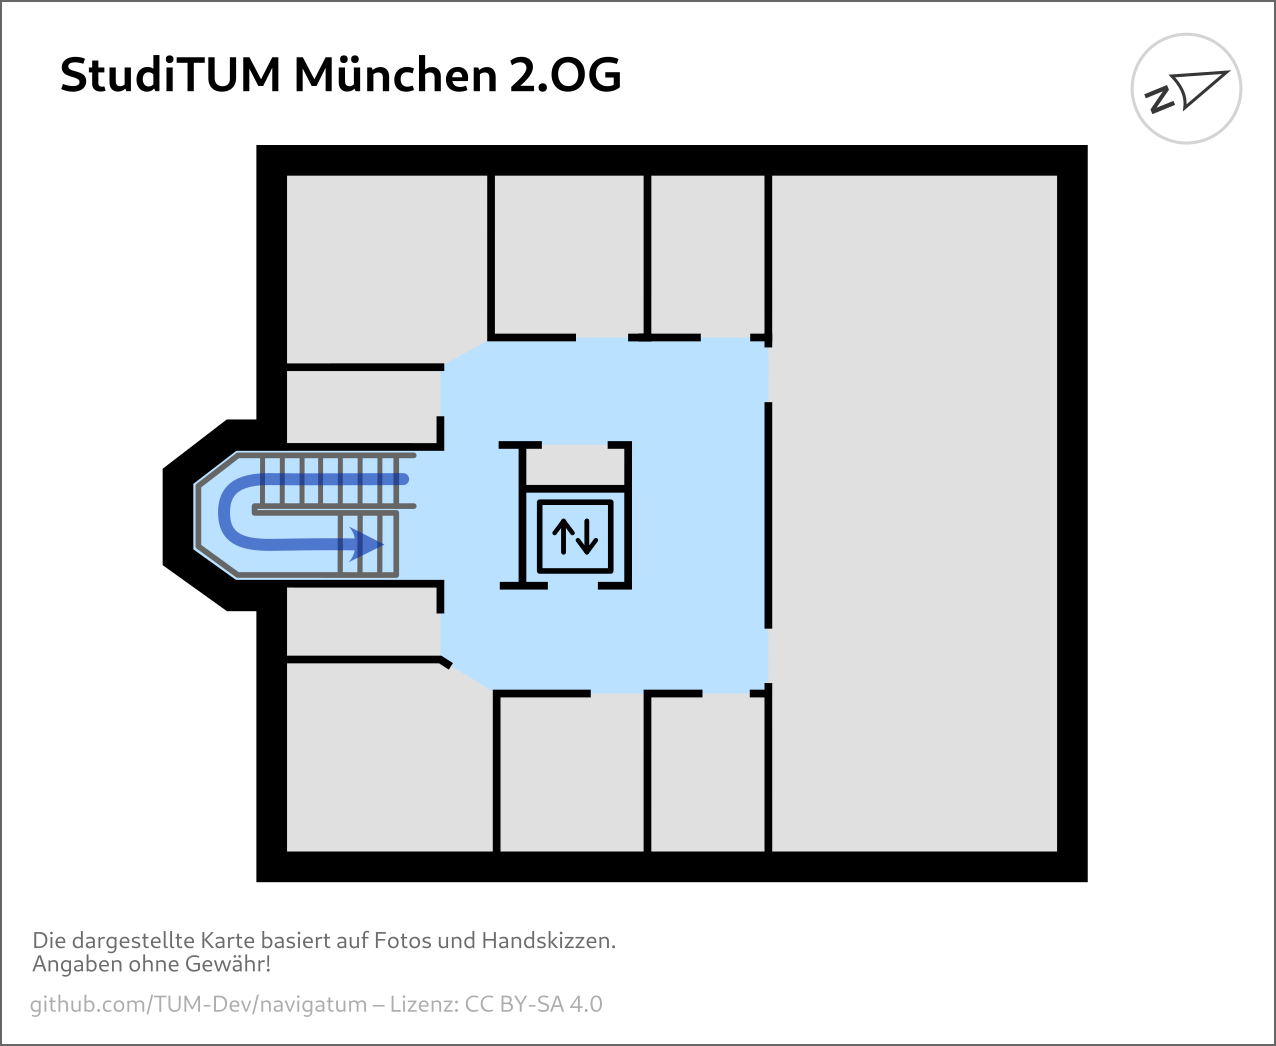 StudiTUM München 2.OG
N
Die dargestellte Karte basiert auf Fotos und Handskizzen.
Angaben ohne Gewähr!
github.com/TUM-Dev/navigatum – Lizenz: CC BY-SA 4.0